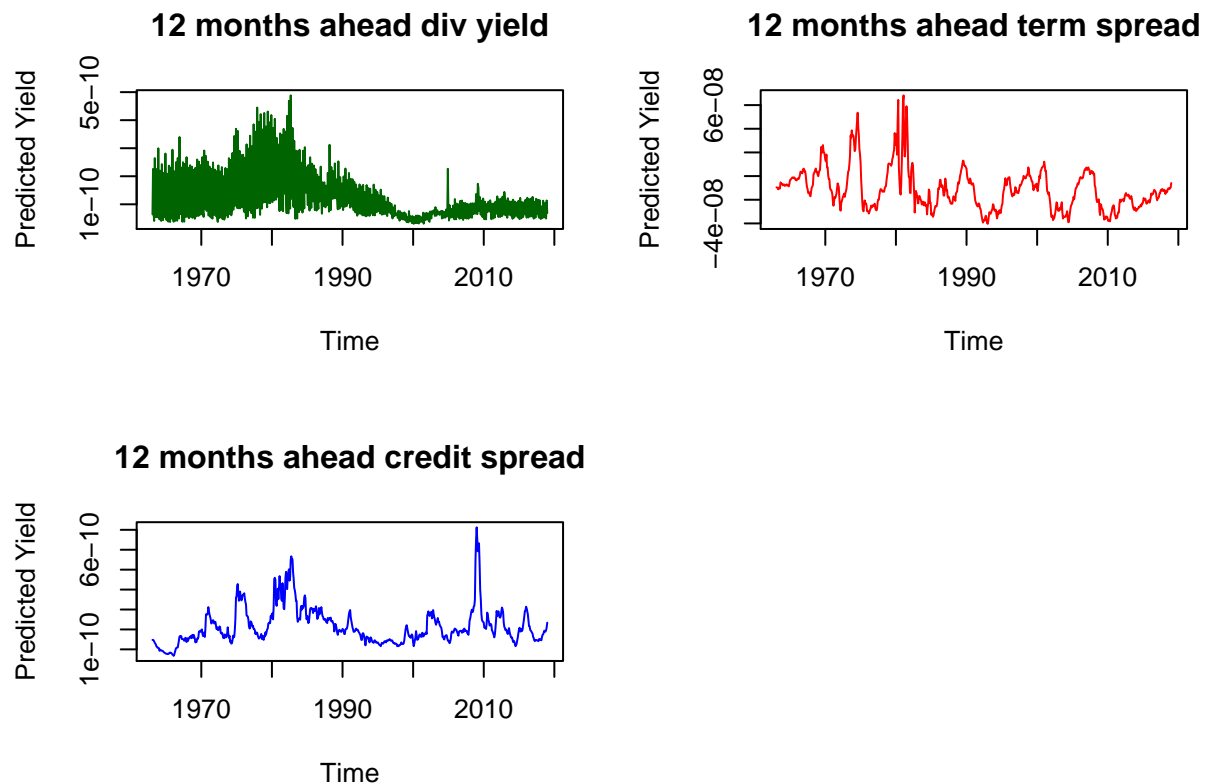 12 months ahead div yield
Predicted Yield
5e−10
1e−10
1970 1990 2010
Time
12 months ahead term spread
Predicted Yield
6e−08
−4e−08
1970 1990 2010
Time
12 months ahead credit spread
Predicted Yield
6e−10
1e−10
1970 1990 2010
Time